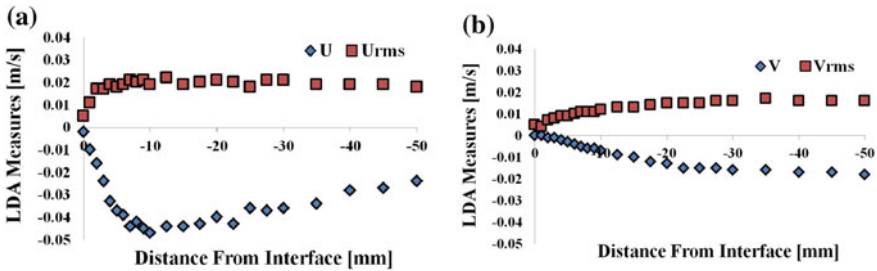 (a)
LDA Measures [m/s]
0.04
0.03
0.02
0.01
0
-0.01
-0.02
-0.03
-0.04
-0.05
U Urms
0 -10 -20 -30 -40 -50
Distance From Interface [mm]
(b)
LDA Measures [m/s]
0.04
0.03
0.02
0.01
0
-0.01
-0.02
-0.03
-0.04
-0.05
V Vrms
0 -10 -20 -30 -40 -50
Distance From Interface [mm]